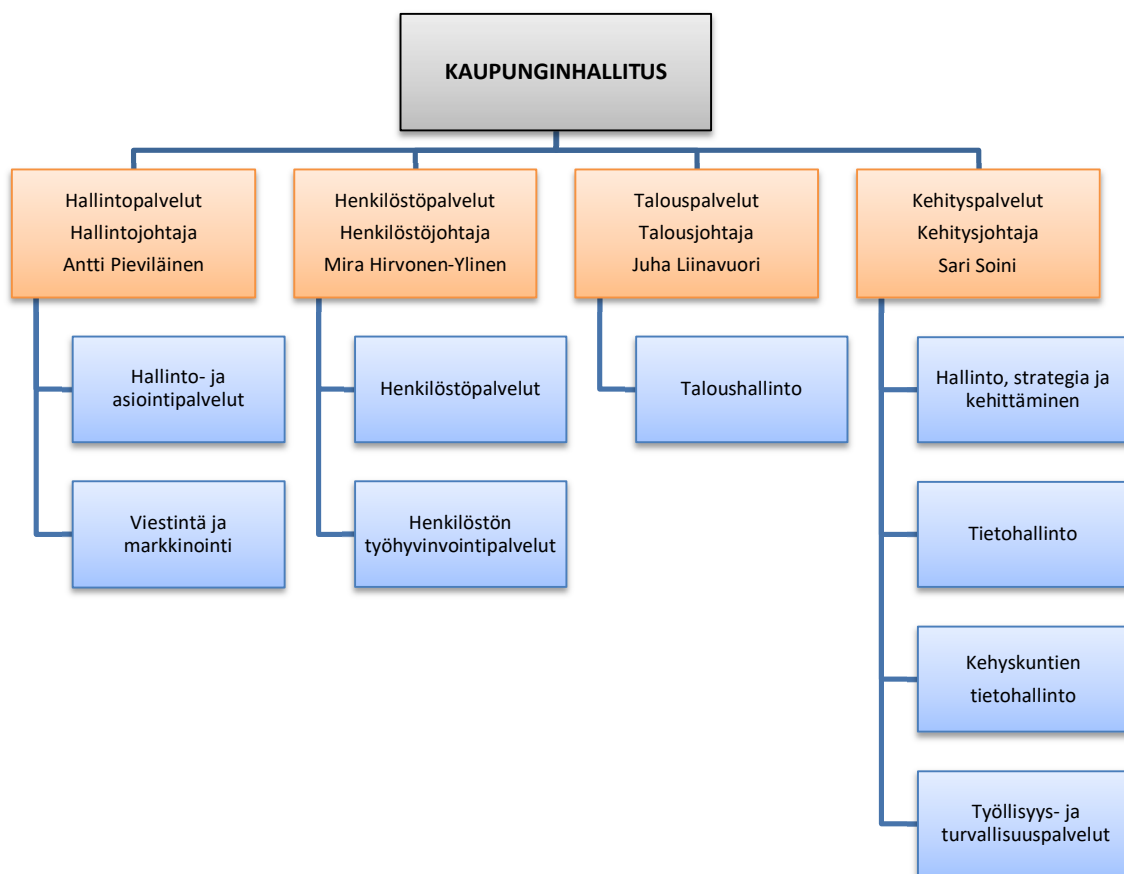 KAUPUNGINHALLITUS
Hallintopalvelut
Hallintojohtaja
Antti Pieviläinen
Henkilöstöpalvelut
Henkilöstöjohtaja
Mira Hirvonen-Ylinen
Talouspalvelut
Talousjohtaja
Juha Liinavuori
Kehityspalvelut
Kehitysjohtaja
Sari Soini
Hallinto- ja
asiointipalvelut
Viestintä ja
markkinointi
Henkilöstöpalvelut
Henkilöstön
työhyvinvointipalvelut
Taloushallinto
Hallinto, strategia ja
kehittäminen
Tietohallinto
Kehyskuntien
tietohallinto
Työllisyys- ja
turvallisuuspalvelut